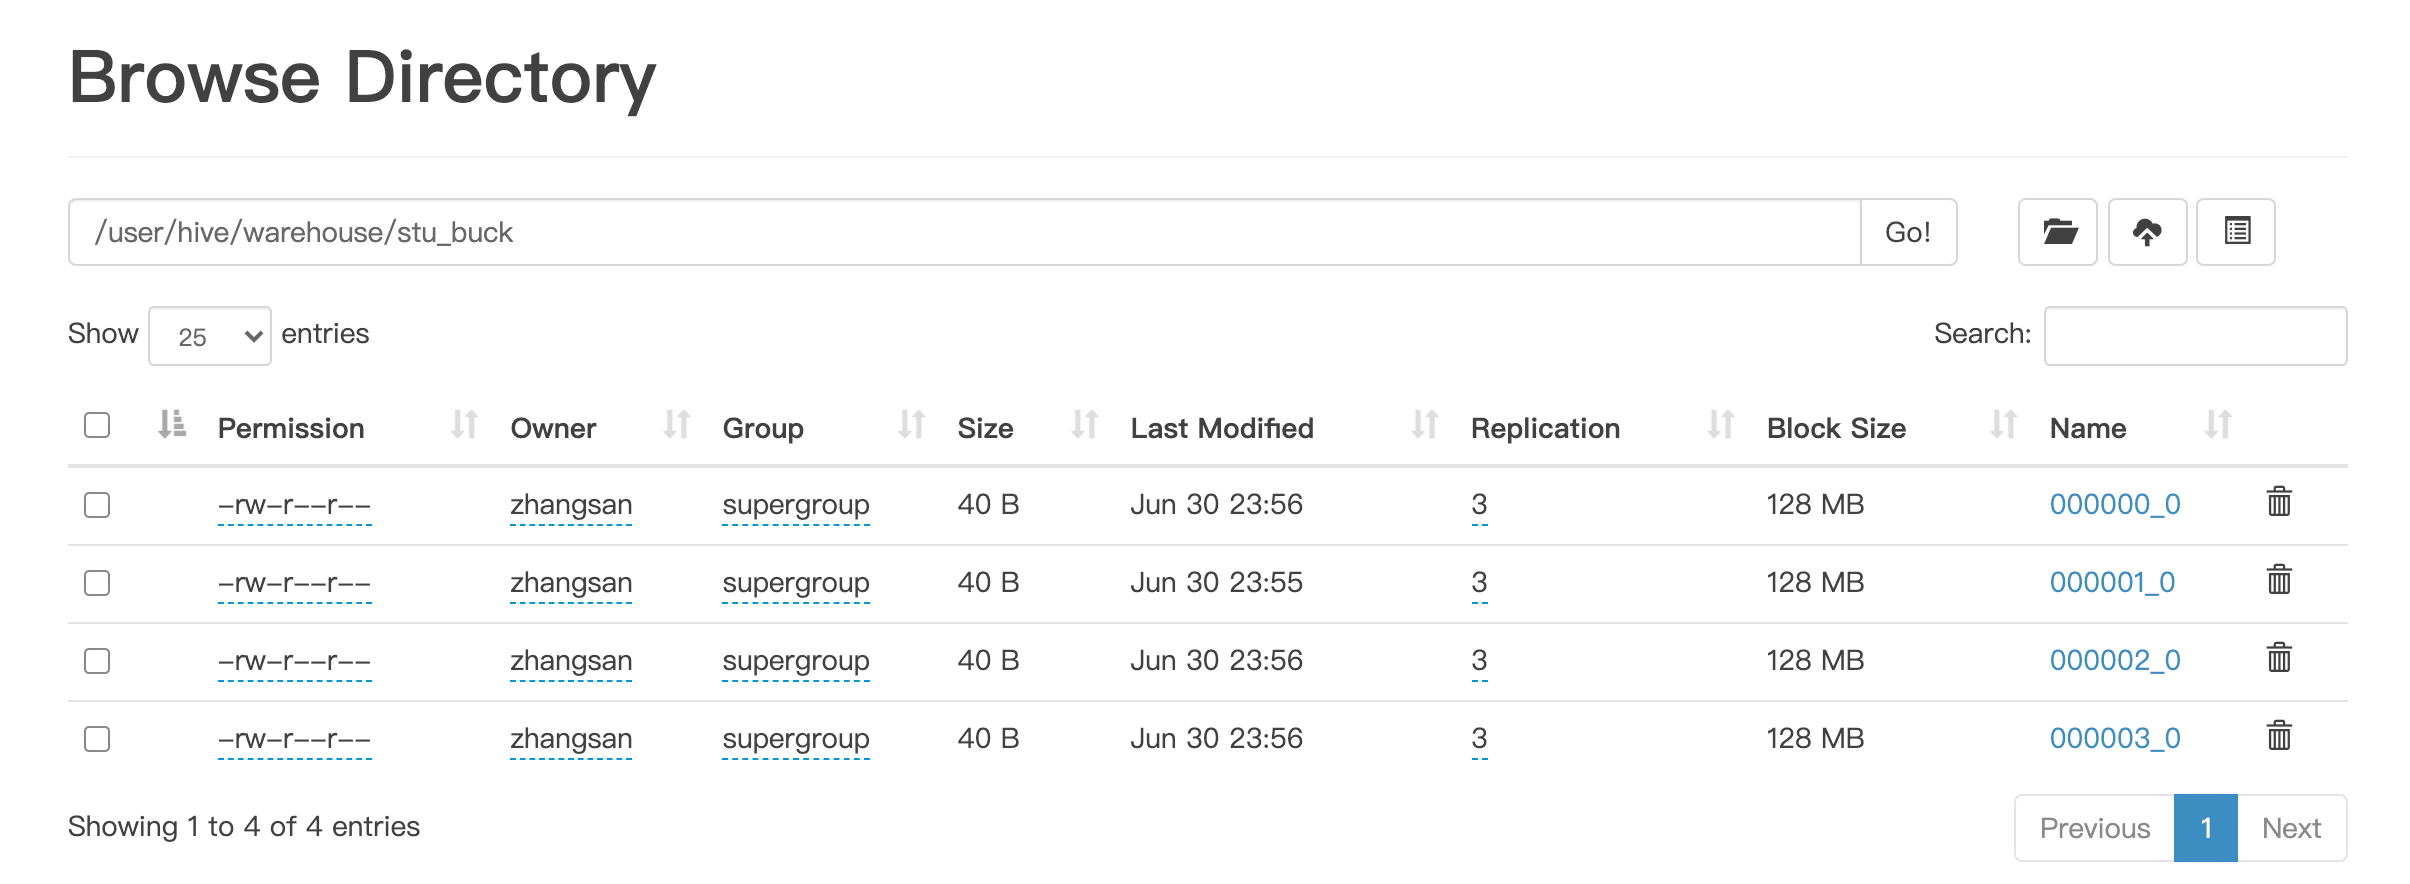 Browse Directory
/user/hive/warehouse/stu_buck Go!
Show 25 entries Search:
Permission Owner Group Size Last Modified Replication Block Size Name
-rw-r--r-- zhangsan supergroup 40 B Jun 30 23:56 3 128 MB 000000_0
-rw-r--r-- zhangsan supergroup 40 B Jun 30 23:55 3 128 MB 000001_0
-rw-r--r-- zhangsan supergroup 40 B Jun 30 23:56 3 128 MB 000002_0
-rw-r--r-- zhangsan supergroup 40 B Jun 30 23:56 3 128 MB 000003_0
Showing 1 to 4 of 4 entries Previous 1 Next